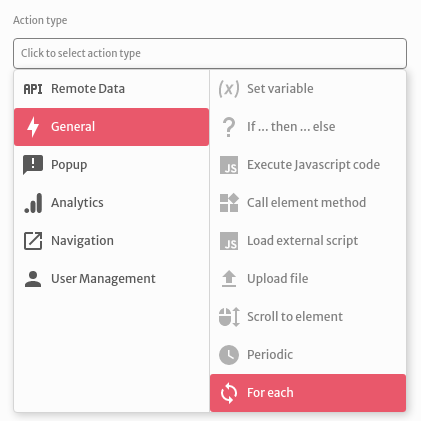 Action type
Click to select action type
API Remote Data
General
Popup
Analytics
Navigation
User Management
(x) Set variable
? If ... then ... else
JS Execute Javascript code
Call element method
JS Load external script
Upload file
Scroll to element
Periodic
For each